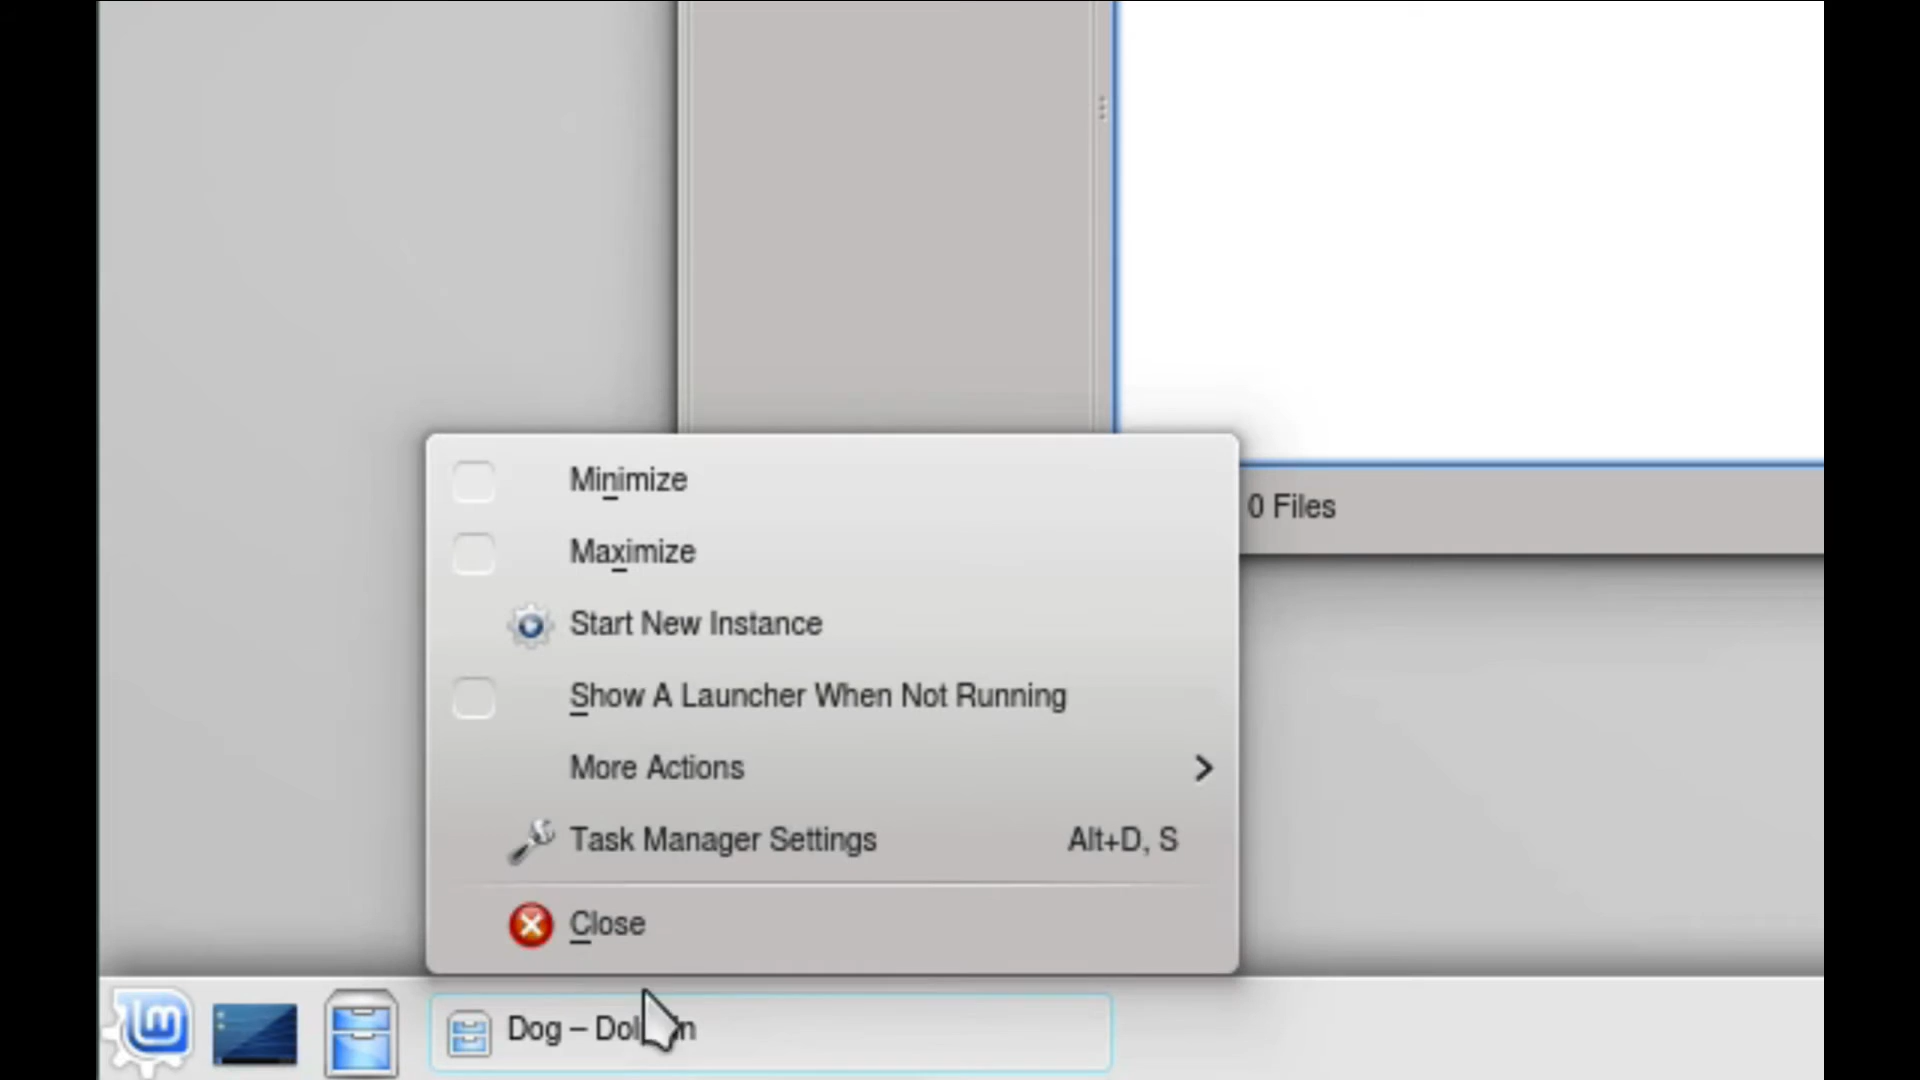 Minimize
Maximize
0 Files
Start New Instance
Show A Launcher When Not Running
More Actions
Task Manager Settings Alt+D, S
Close
Dog –